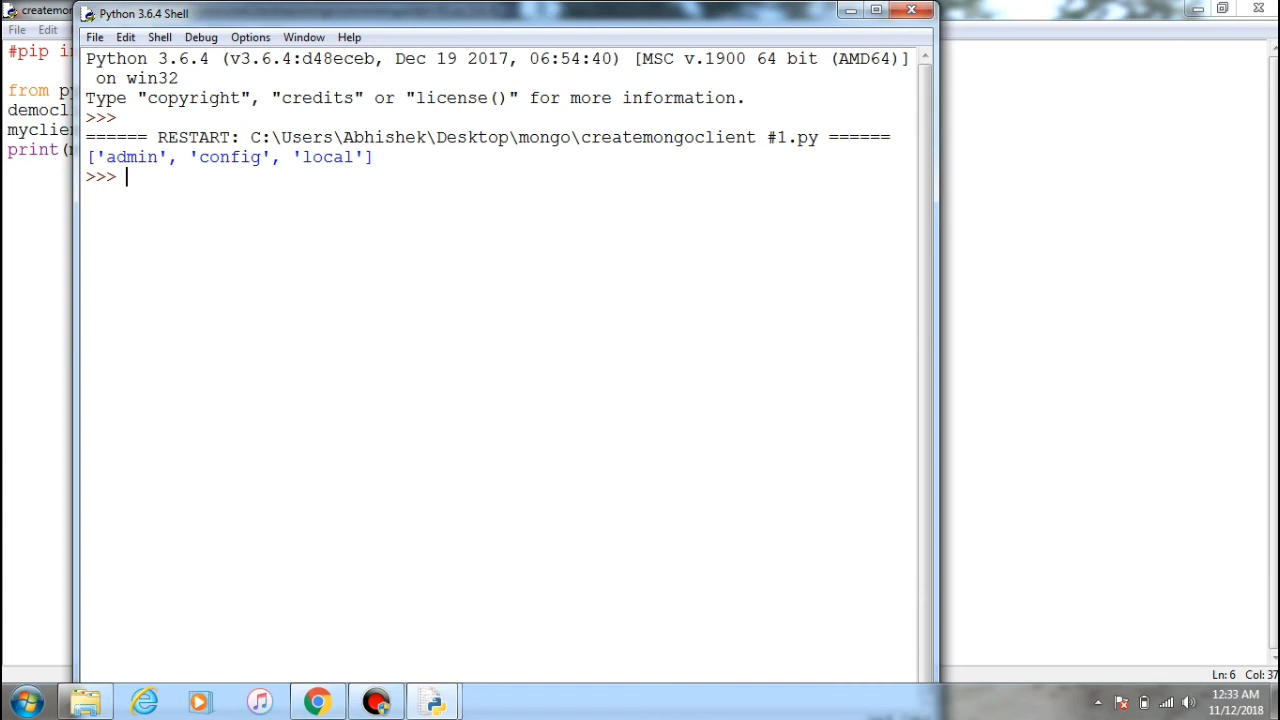 createmo
Python 3.6.4 Shell
File Edit
File Edit Shell Debug Options Window Help
#pip in
from py
democli
myclien
print(m
Python 3.6.4 (v3.6.4:d48eceb, Dec 19 2017, 06:54:40) [MSC v.1900 64 bit (AMD64)]
on win32
Type "copyright", "credits" or "license()" for more information.
>>>
====== RESTART: C:\Users\Abhishek\Desktop\mongo\createmongoclient #1.py ======
['admin', 'config', 'local']
>>>
Ln: 6 Col: 37
12:33 AM
11/12/2018